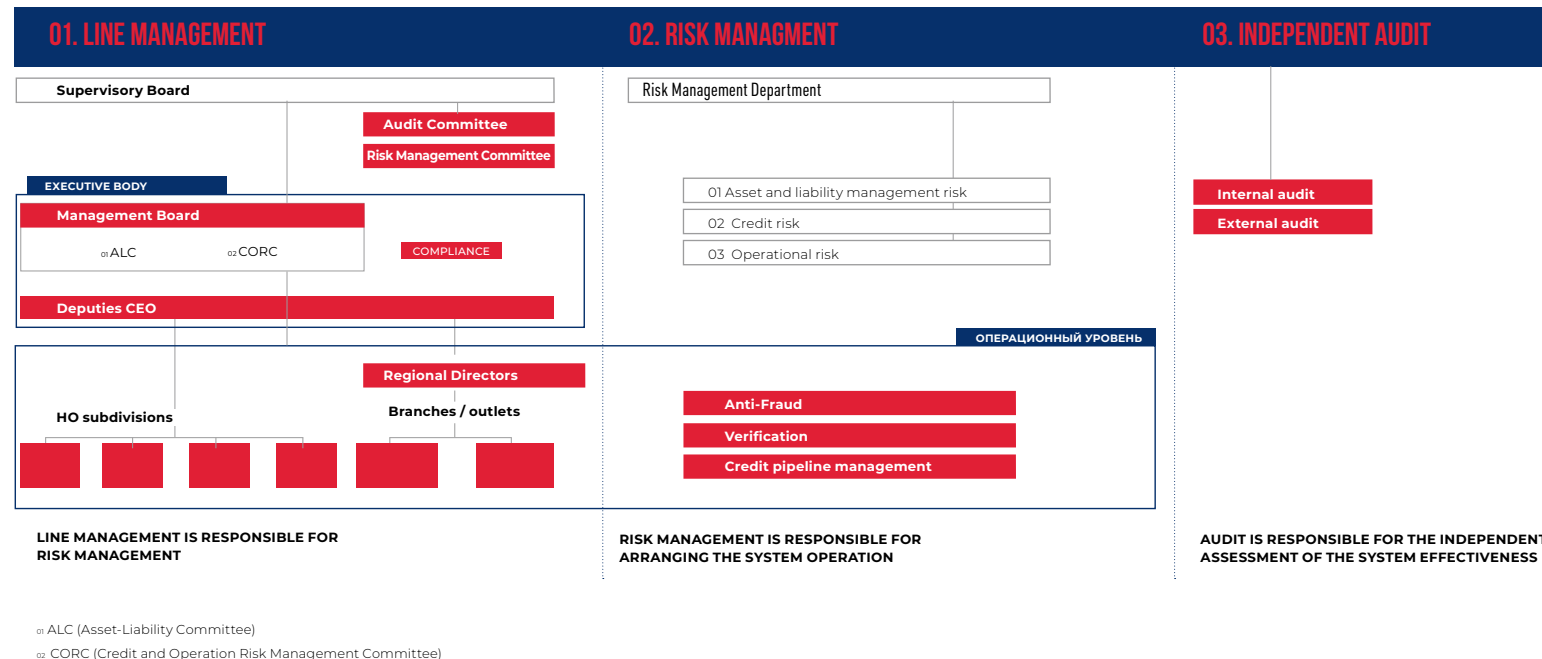 01. LINE MANAGEMENT
02. RISK MANAGMENT
03. INDEPENDENT AUDIT
Supervisory Board
Audit Committee
Risk Management Committee
EXECUTIVE BODY
Management Board
01 ALC
02 CORC
COMPLIANCE
Deputies CEO
Regional Directors
HO subdivisions
Branches / outlets
LINE MANAGEMENT IS RESPONSIBLE FOR
RISK MANAGEMENT
Risk Management Department
01 Asset and liability management risk
02 Credit risk
03 Operational risk
ОПЕРАЦИОННЫЙ УРОВЕНЬ
Anti-Fraud
Verification
Credit pipeline management
RISK MANAGEMENT IS RESPONSIBLE FOR
ARRANGING THE SYSTEM OPERATION
Internal audit
External audit
AUDIT IS RESPONSIBLE FOR THE INDEPENDENT
ASSESSMENT OF THE SYSTEM EFFECTIVENESS
01 ALC (Asset-Liability Committee)
02 CORC (Credit and Operation Risk Management Committee)